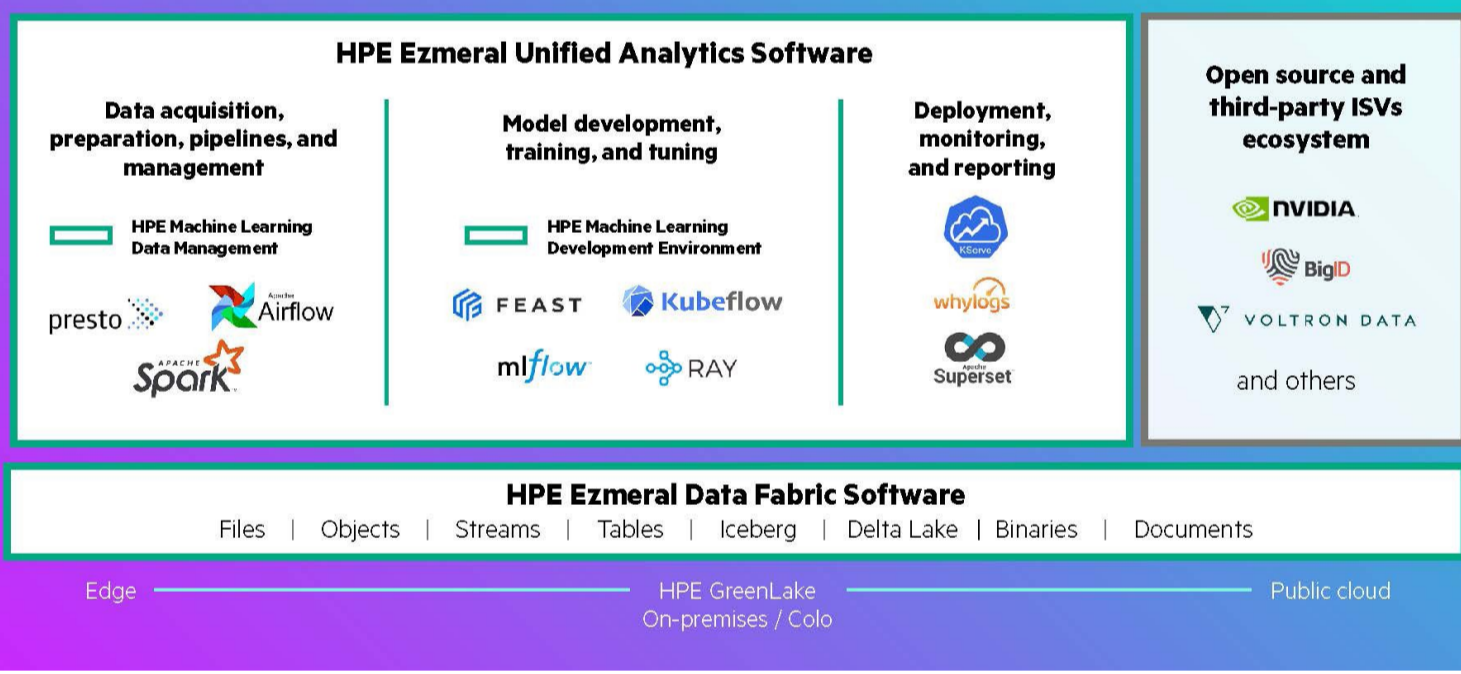 HPE Ezmeral Unified Analytics Software
Data acquisition,
preparation, pipelines, and
management
HPE Machine Learning
Data Management
presto
Apache
Airflow
APACHE
Spark
Model development,
training, and tuning
HPE Machine Learning
Development Environment
FEAST
Kubeflow
mlflow
RAY
Deployment,
monitoring,
and reporting
KServe
whylogs
Apache
Superset
Open source and
third-party ISVs
ecosystem
NVIDIA
BigID
VOLTRON DATA
and others
HPE Ezmeral Data Fabric Software
Files | Objects | Streams | Tables | Iceberg | Delta Lake | Binaries | Documents
Edge HPE GreenLake Public cloud
On-premises / Colo